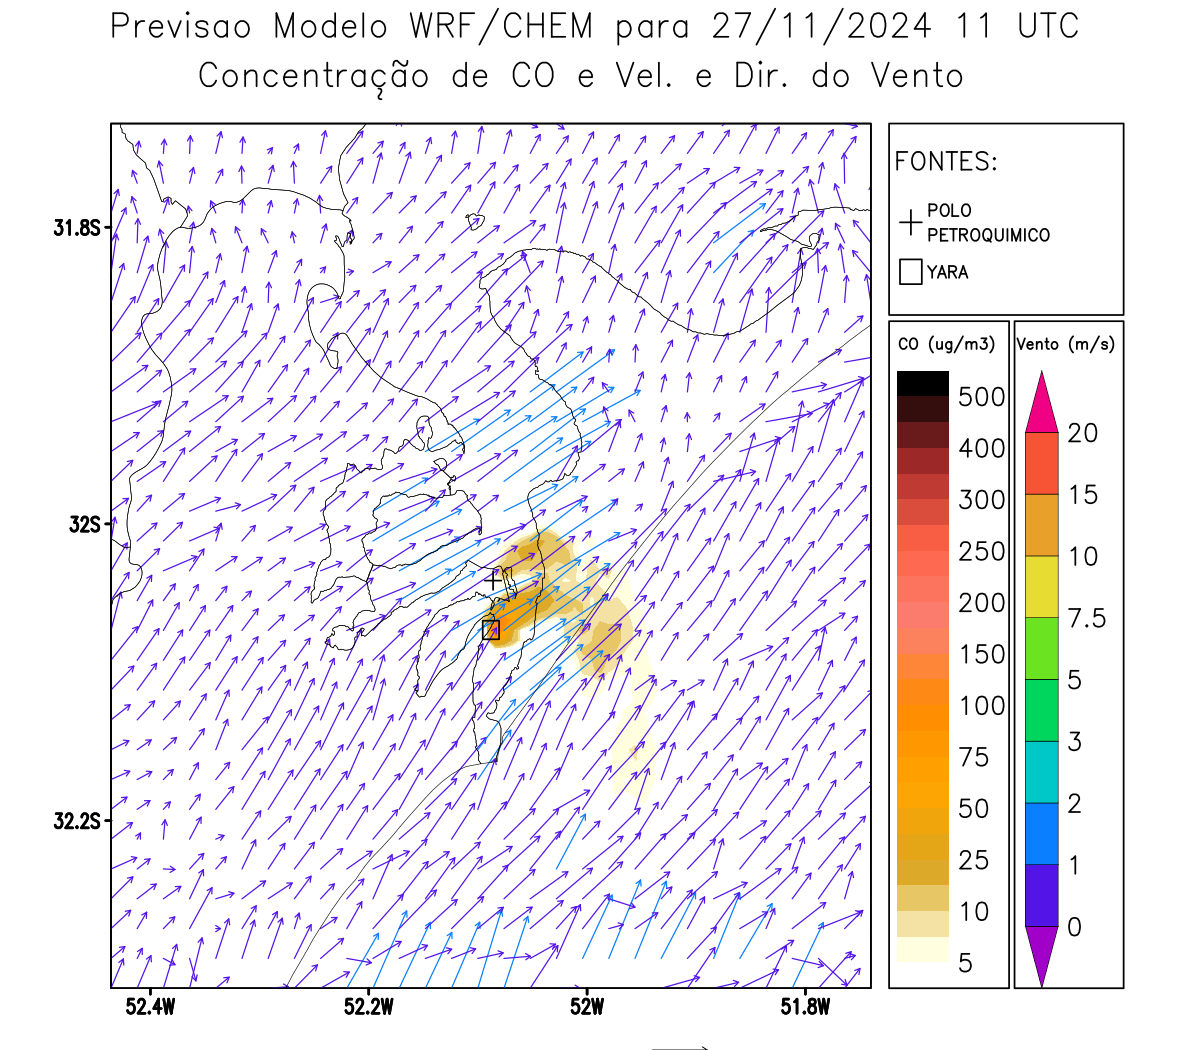 Previsao Modelo WRF/CHEM para 27/11/2024 11 UTC
Concentração de CO e Vel. e Dir. do Vento
FONTES:
POLO
PETROQUIMICO
YARA
CO (ug/m3)
500
400
300
250
200
150
100
75
50
25
10
5
Vento (m/s)
20
15
10
7.5
5
3
2
1
0
31.8S
32S
32.2S
52.4W
52.2W
52W
51.8W